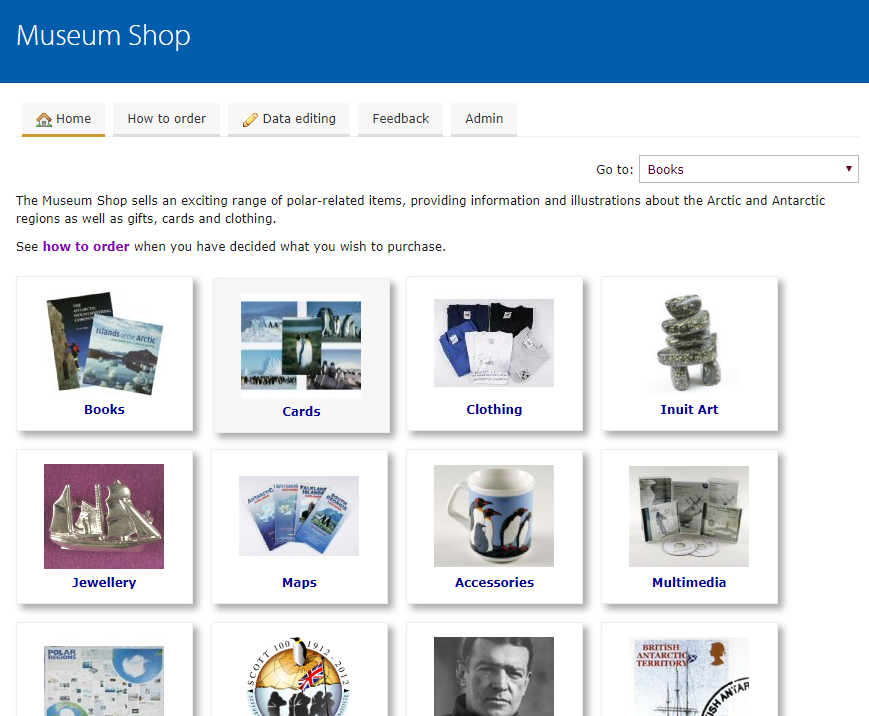 Museum Shop
Home
How to order
Data editing
Feedback
Admin
Go to:
Books
The Museum Shop sells an exciting range of polar-related items, providing information and illustrations about the Arctic and Antarctic
regions as well as gifts, cards and clothing.
See how to order when you have decided what you wish to purchase.
THE
ANTARCTIC
MOUNTAINEERING
Islands of the Arctic
Books
Cards
Clothing
Inuit Art
Jewellery
ANTARCTIC
FALKLAND
ISLANDS
SOUTH
GEORGIA
Maps
Accessories
Multimedia
POLAR
REGIONS
SCOTT 100 1912-2012
BRITISH
ANTARCTIC
TERRITORY